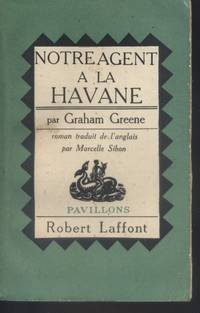 NOTRE AGENT
A LA
HAVANE
par Graham Greene
roman traduit de l'anglais
par Marcelle Sibon
PAVILLONS
Robert Laffont